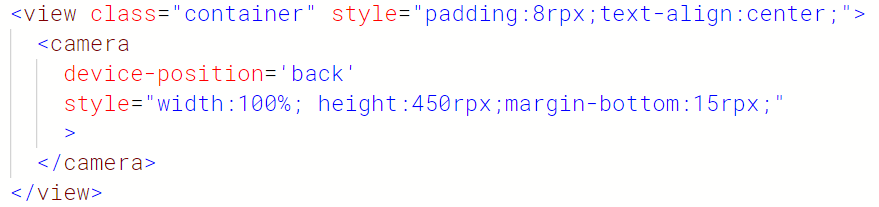 <view class="container" style="padding:8rpx;text-align:center;">
<camera
device-position='back'
style="width:100%; height:450rpx;margin-bottom:15rpx;"
>
</camera>
</view>